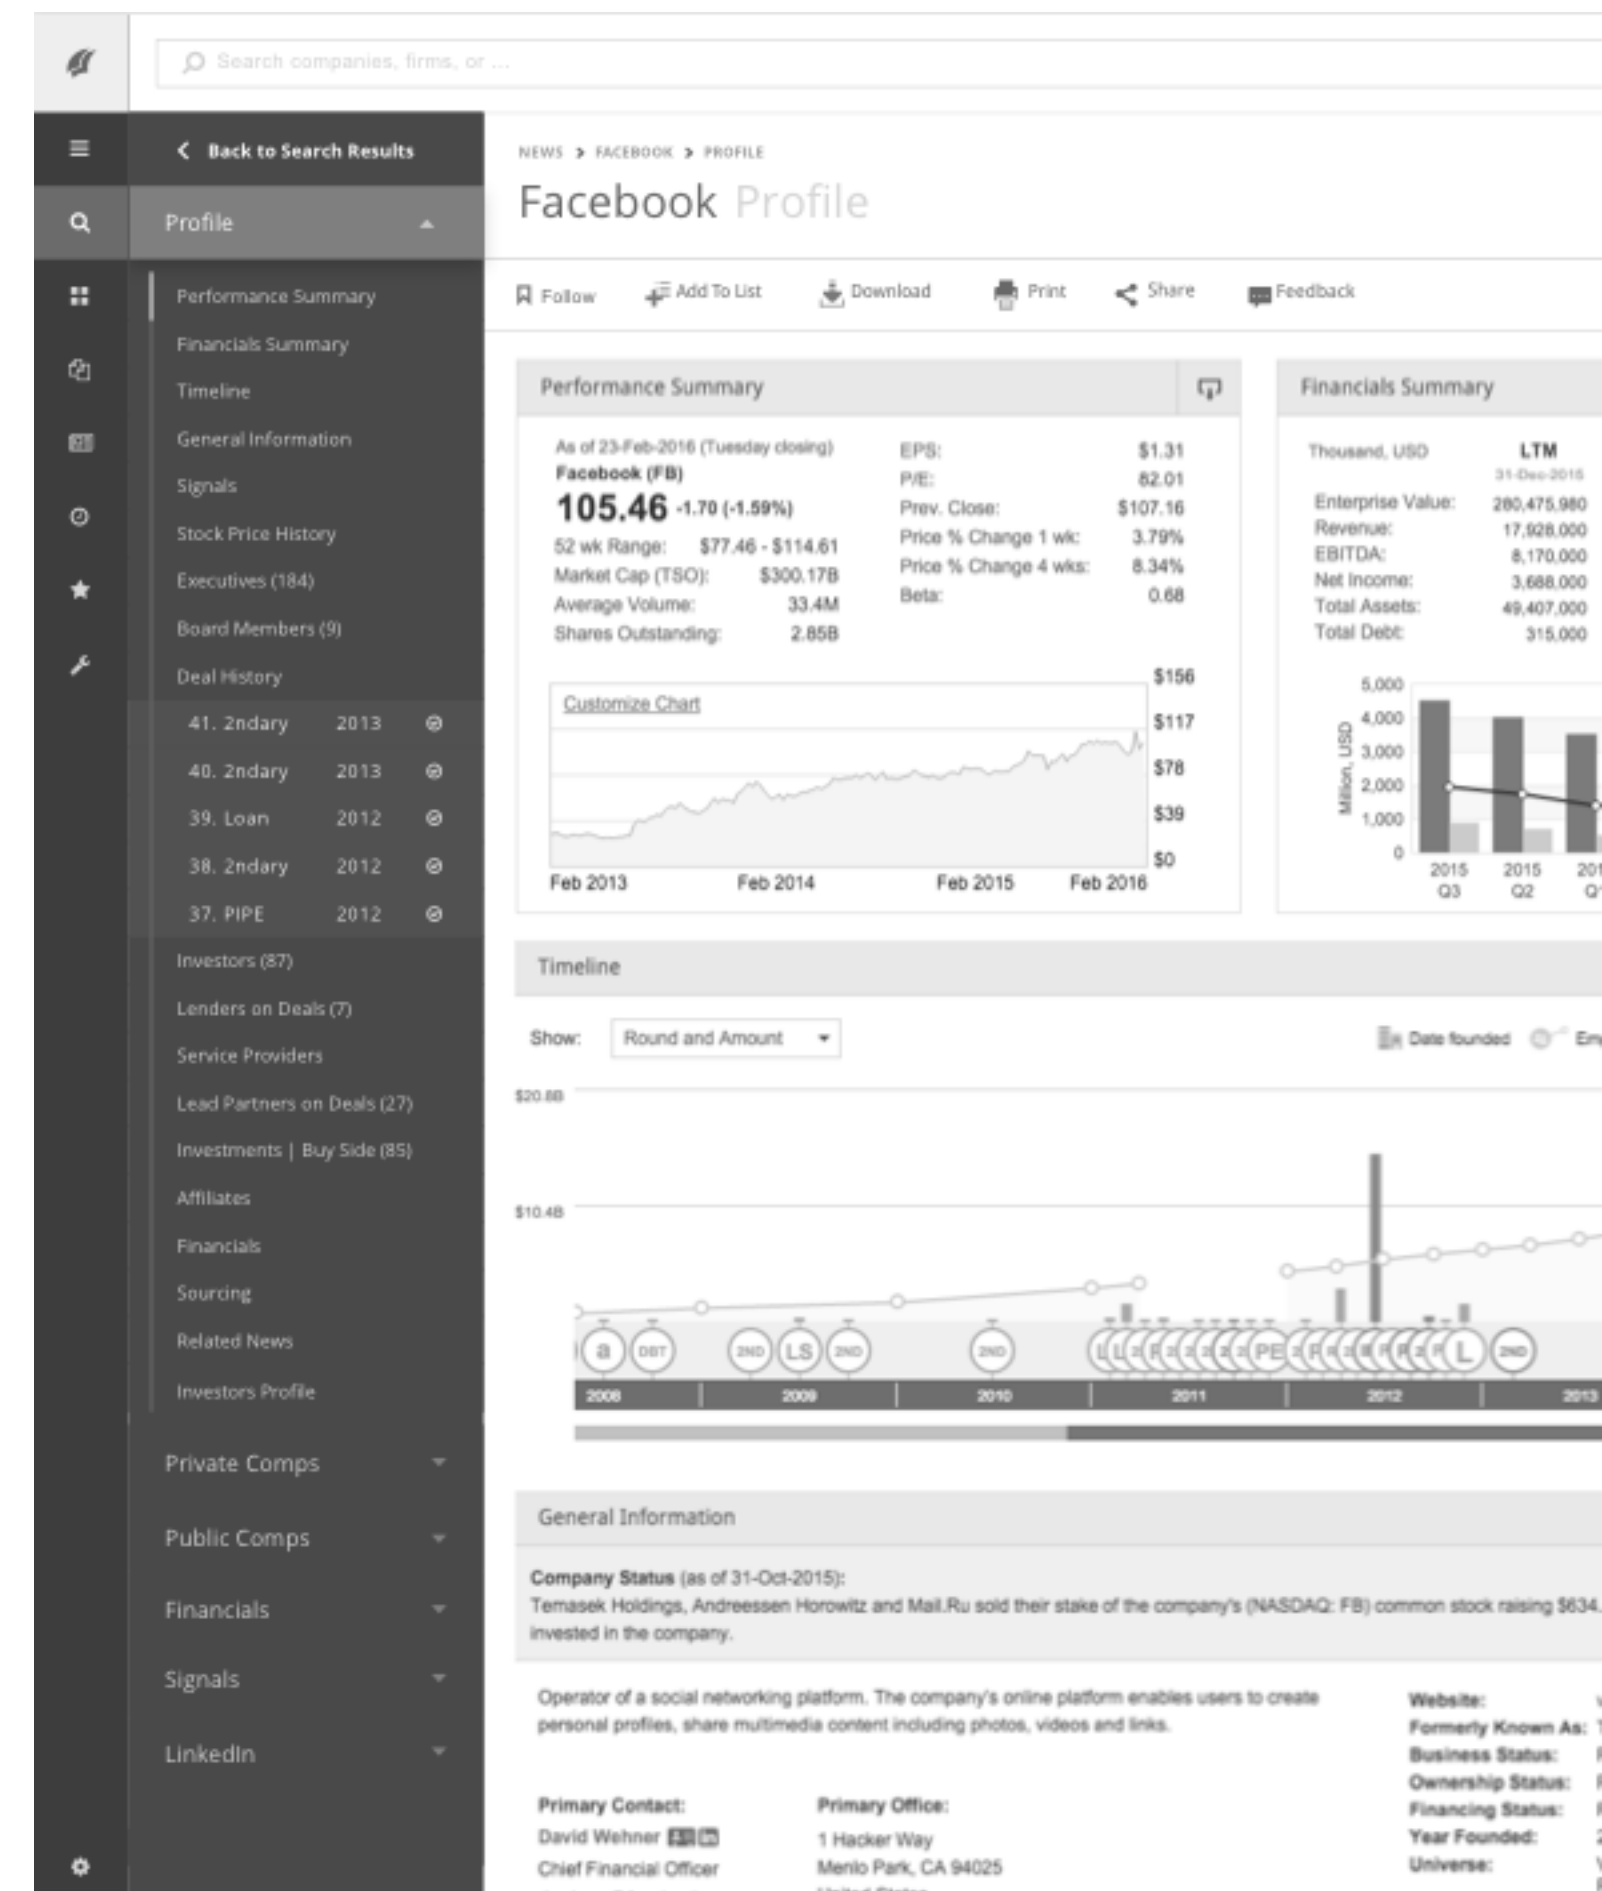 Search companies, firms, or ...
Back to Search Results
Profile
Performance Summary
Financials Summary
Timeline
General Information
Signals
Stock Price History
Executives (184)
Board Members (9)
Deal History
41. 2ndary 2013
40. 2ndary 2013
39. Loan 2012
38. 2ndary 2012
37. PIPE 2012
Investors (87)
Lenders on Deals (7)
Service Providers
Lead Partners on Deals (27)
Investments | Buy Side (85)
Affiliates
Financials
Sourcing
Related News
Investors Profile
Private Comps
Public Comps
Financials
Signals
LinkedIn
NEWS > FACEBOOK > PROFILE
Facebook Profile
Follow Add To List Download Print Share Feedback
Performance Summary
As of 23-Feb-2016 (Tuesday closing)
Facebook (FB)
105.46 -1.70 (-1.59%)
52 wk Range: $77.46 - $114.61
Market Cap (TSO): $300.17B
Average Volume: 33.4M
Shares Outstanding: 2.85B
EPS: $1.31
P/E: 82.01
Prev. Close: $107.16
Price % Change 1 wk: 3.79%
Price % Change 4 wks: 8.34%
Beta: 0.68
Customize Chart
$156
$117
$78
$39
$0
Feb 2013 Feb 2014 Feb 2015 Feb 2016
Financials Summary
Thousand, USD LTM
31-Dec-2015
Enterprise Value: 280,475,980
Revenue: 17,928,000
EBITDA: 8,170,000
Net Income: 3,688,000
Total Assets: 49,407,000
Total Debt: 315,000
Million, USD
5,000
4,000
3,000
2,000
1,000
0
2015 2015
Q3 Q2
Timeline
Show: Round and Amount
Date founded
$20.8B
$10.4B
a DBT 2ND LS 2ND 2ND PE L 2ND
2008 2009 2010 2011 2012 2013
General Information
Company Status (as of 31-Oct-2015):
Temasek Holdings, Andreessen Horowitz and Mail.Ru sold their stake of the company's (NASDAQ: FB) common stock raising $634.
invested in the company.
Operator of a social networking platform. The company's online platform enables users to create
personal profiles, share multimedia content including photos, videos and links.
Primary Contact:
David Wehner
Chief Financial Officer
Primary Office:
1 Hacker Way
Menlo Park, CA 94025
United States
Website:
Formerly Known As:
Business Status:
Ownership Status:
Financing Status:
Year Founded:
Universe: